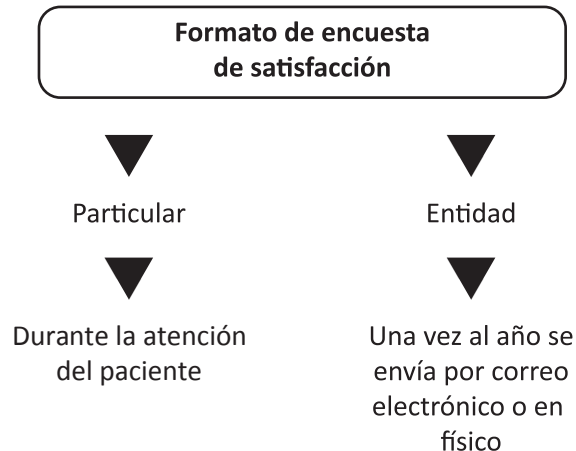 Formato de encuesta
de satisfacción
Particular
Entidad
Durante la atención
del paciente
Una vez al año se
envía por correo
electrónico o en
físico